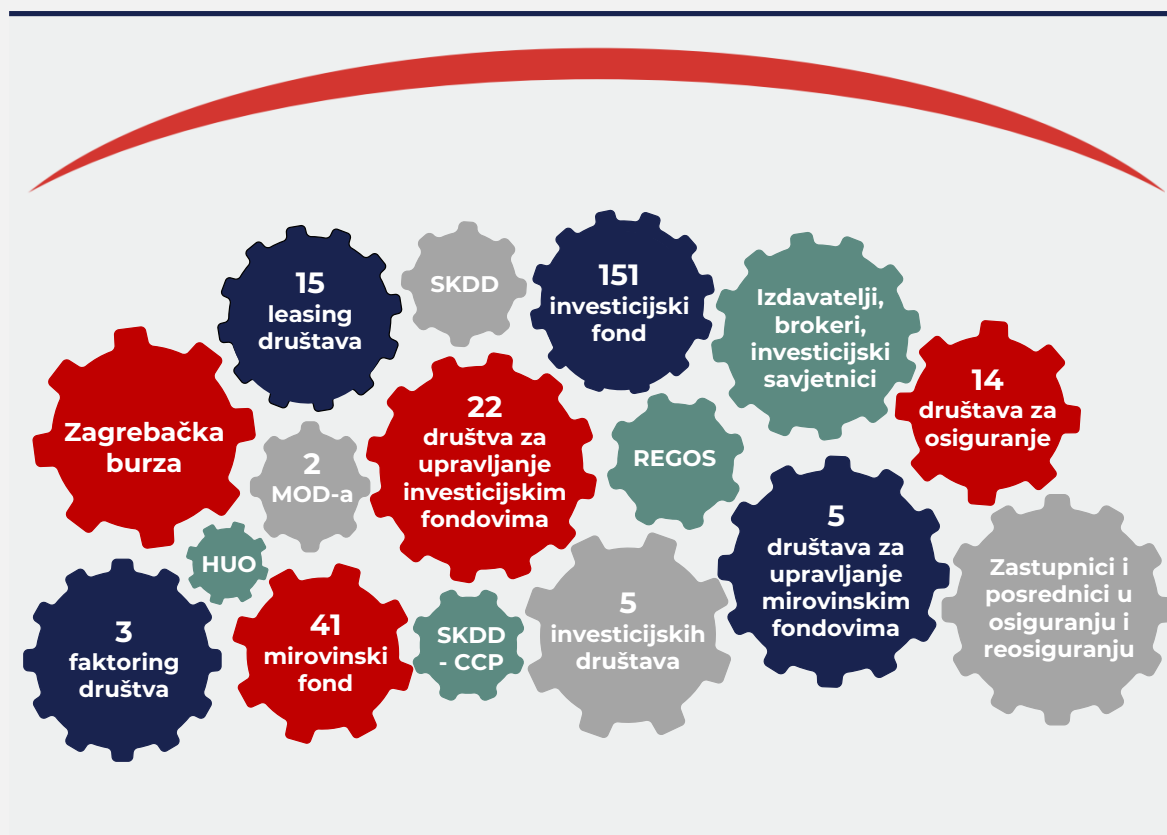 15
leasing
društava
SKDD
151
investicijski
fond
Izdavatelji,
brokeri,
investicijski
savjetnici
14
društava za
osiguranje
Zagrebačka
burza
2
MOD-a
22
društva za
upravljanje
investicijskim
fondovima
REGOS
5
društava za
upravljanje
mirovinskim
fondovima
Zastupnici i
posrednici u
osiguranju i
reosiguranju
HUO
3
faktoring
društva
41
mirovinski
fond
SKDD
- CCP
5
investicijskih
društava